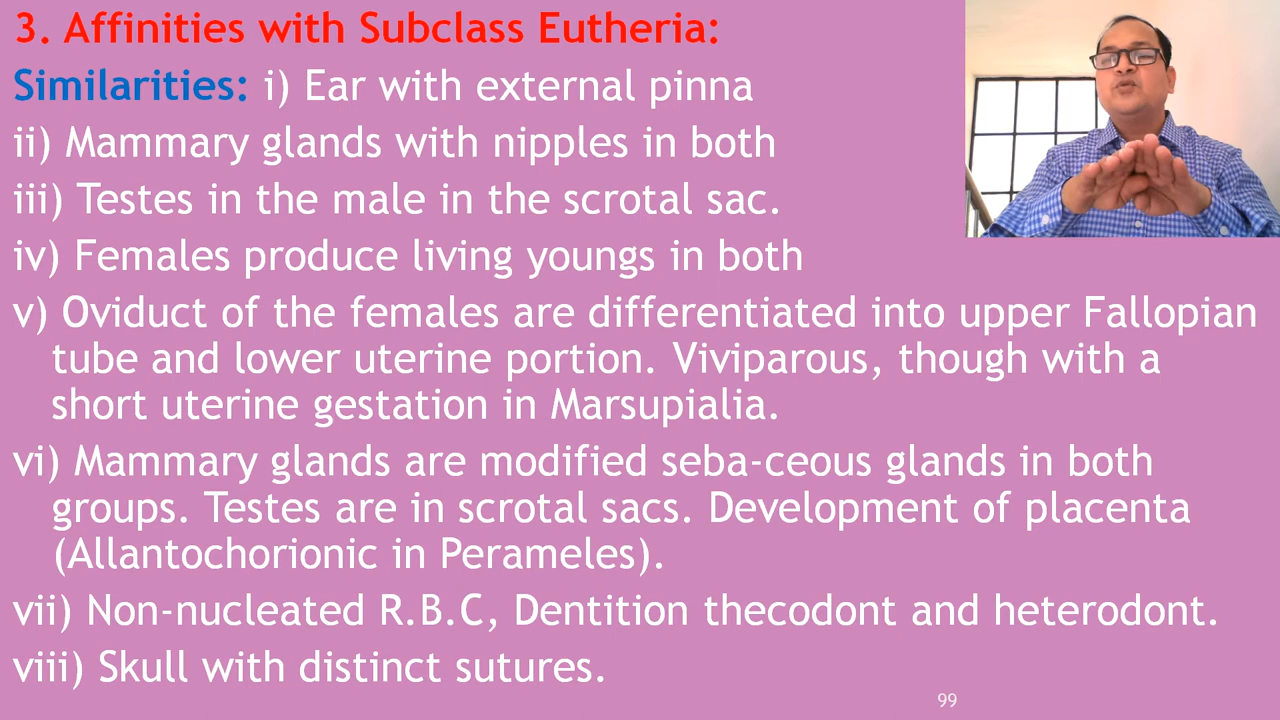 3. Affinities with Subclass Eutheria:
Similarities: i) Ear with external pinna
ii) Mammary glands with nipples in both
iii) Testes in the male in the scrotal sac.
iv) Females produce living youngs in both
v) Oviduct of the females are differentiated into upper Fallopian
tube and lower uterine portion. Viviparous, though with a
short uterine gestation in Marsupialia.
vi) Mammary glands are modified seba-ceous glands in both
groups. Testes are in scrotal sacs. Development of placenta
(Allantochorionic in Perameles).
vii) Non-nucleated R.B.C, Dentition thecodont and heterodont.
viii) Skull with distinct sutures.
99